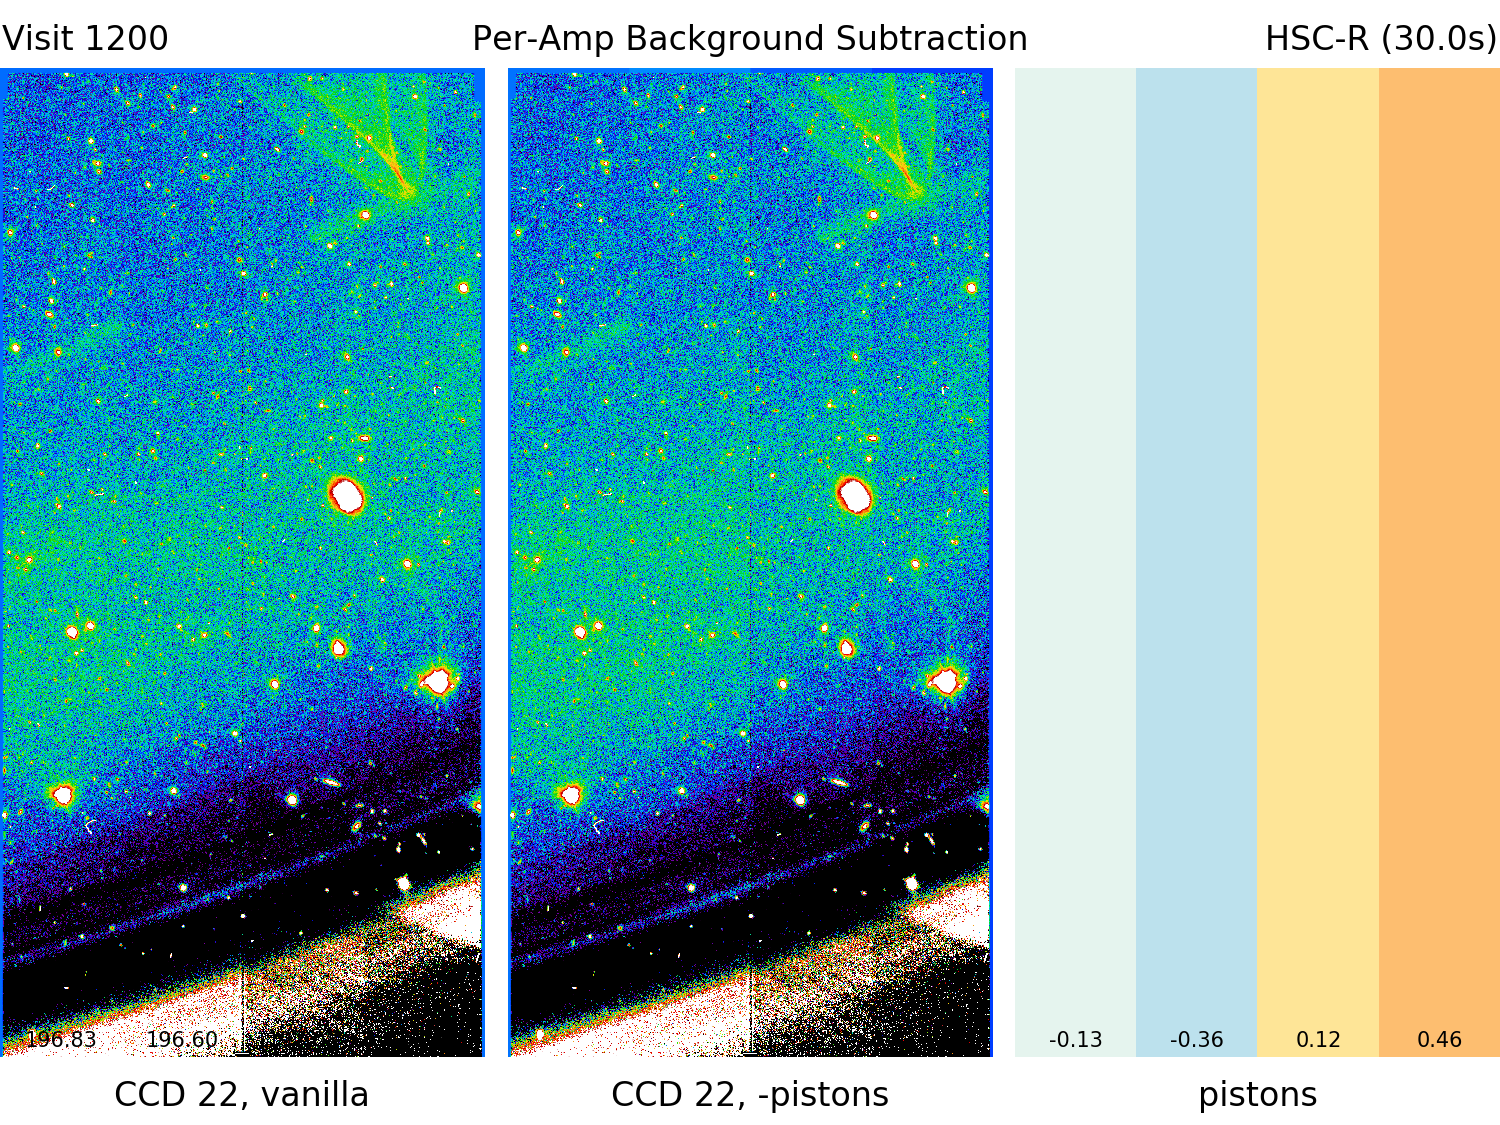 Visit 1200
Per-Amp Background Subtraction
HSC-R (30.0s)
196.83
196.60
-0.13
-0.36
0.12
0.46
CCD 22, vanilla
CCD 22, -pistons
pistons